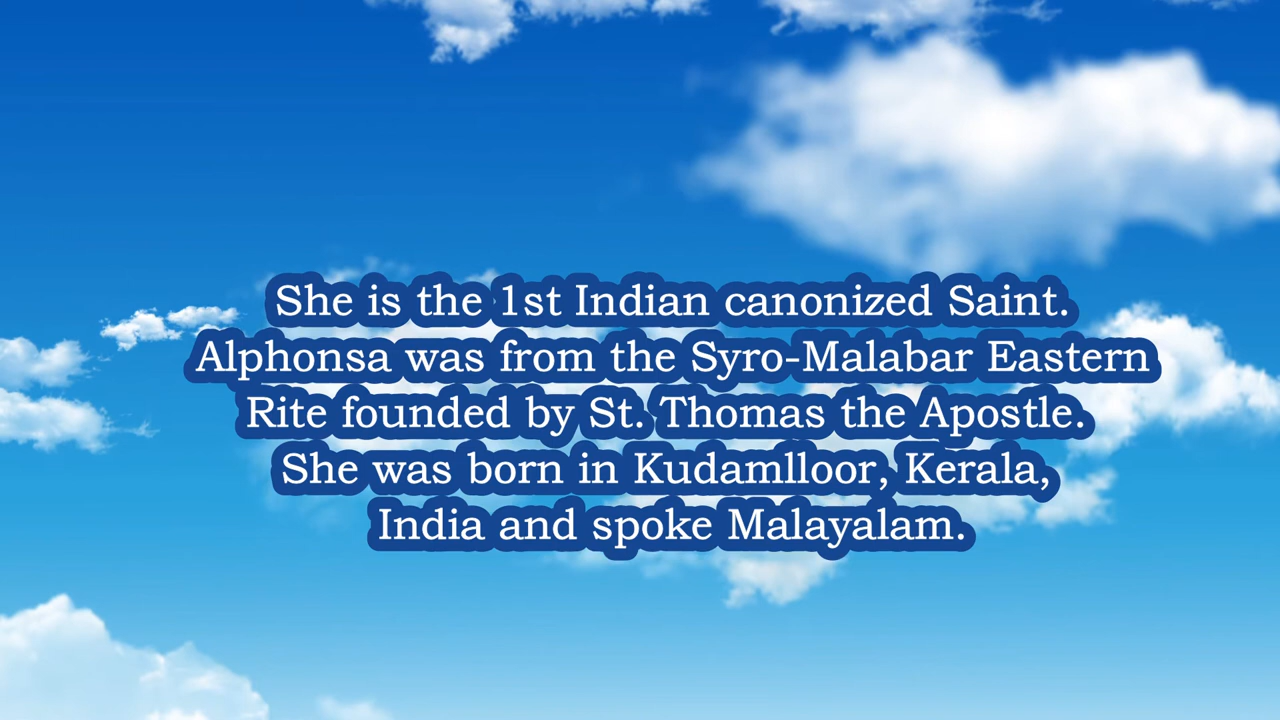 She is the 1st Indian canonized Saint.
Alphonsa was from the Syro-Malabar Eastern
Rite founded by St. Thomas the Apostle.
She was born in Kudamlloor, Kerala,
India and spoke Malayalam.